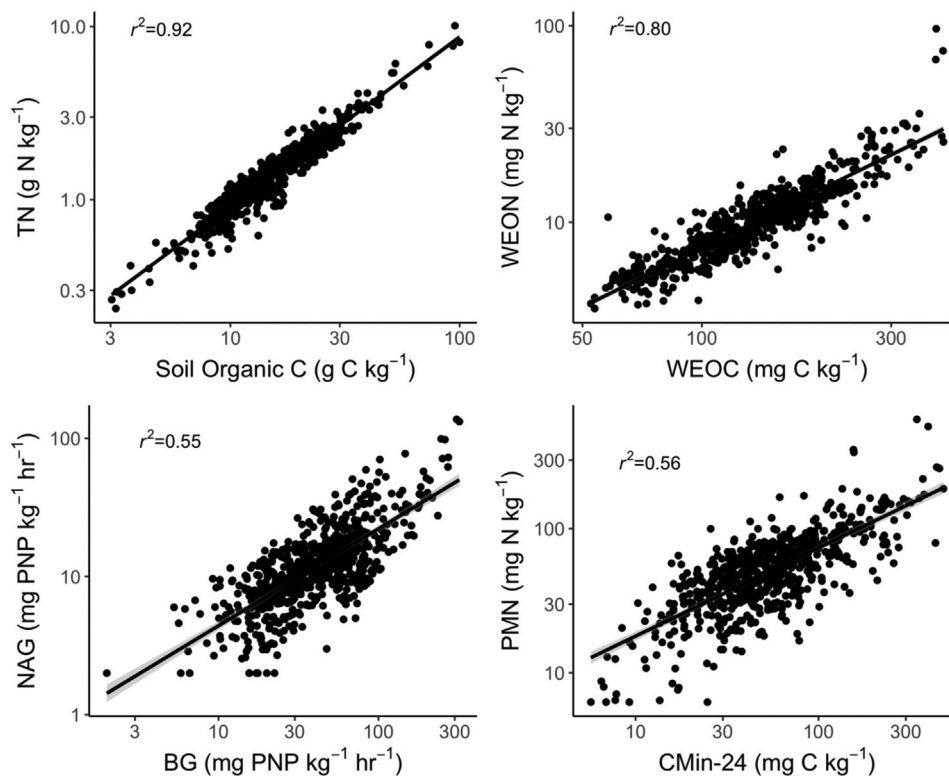 r²=0.92
TN (g N kg⁻¹)
10.0
3.0
1.0
0.3
3
10
30
100
Soil Organic C (g C kg⁻¹)
r²=0.80
WEON (mg N kg⁻¹)
100
30
10
50
100
300
WEOC (mg C kg⁻¹)
r²=0.55
NAG (mg PNP kg⁻¹ hr⁻¹)
100
10
1
3
10
30
100
300
BG (mg PNP kg⁻¹ hr⁻¹)
r²=0.56
PMN (mg N kg⁻¹)
300
100
30
10
10
30
100
300
CMin-24 (mg C kg⁻¹)